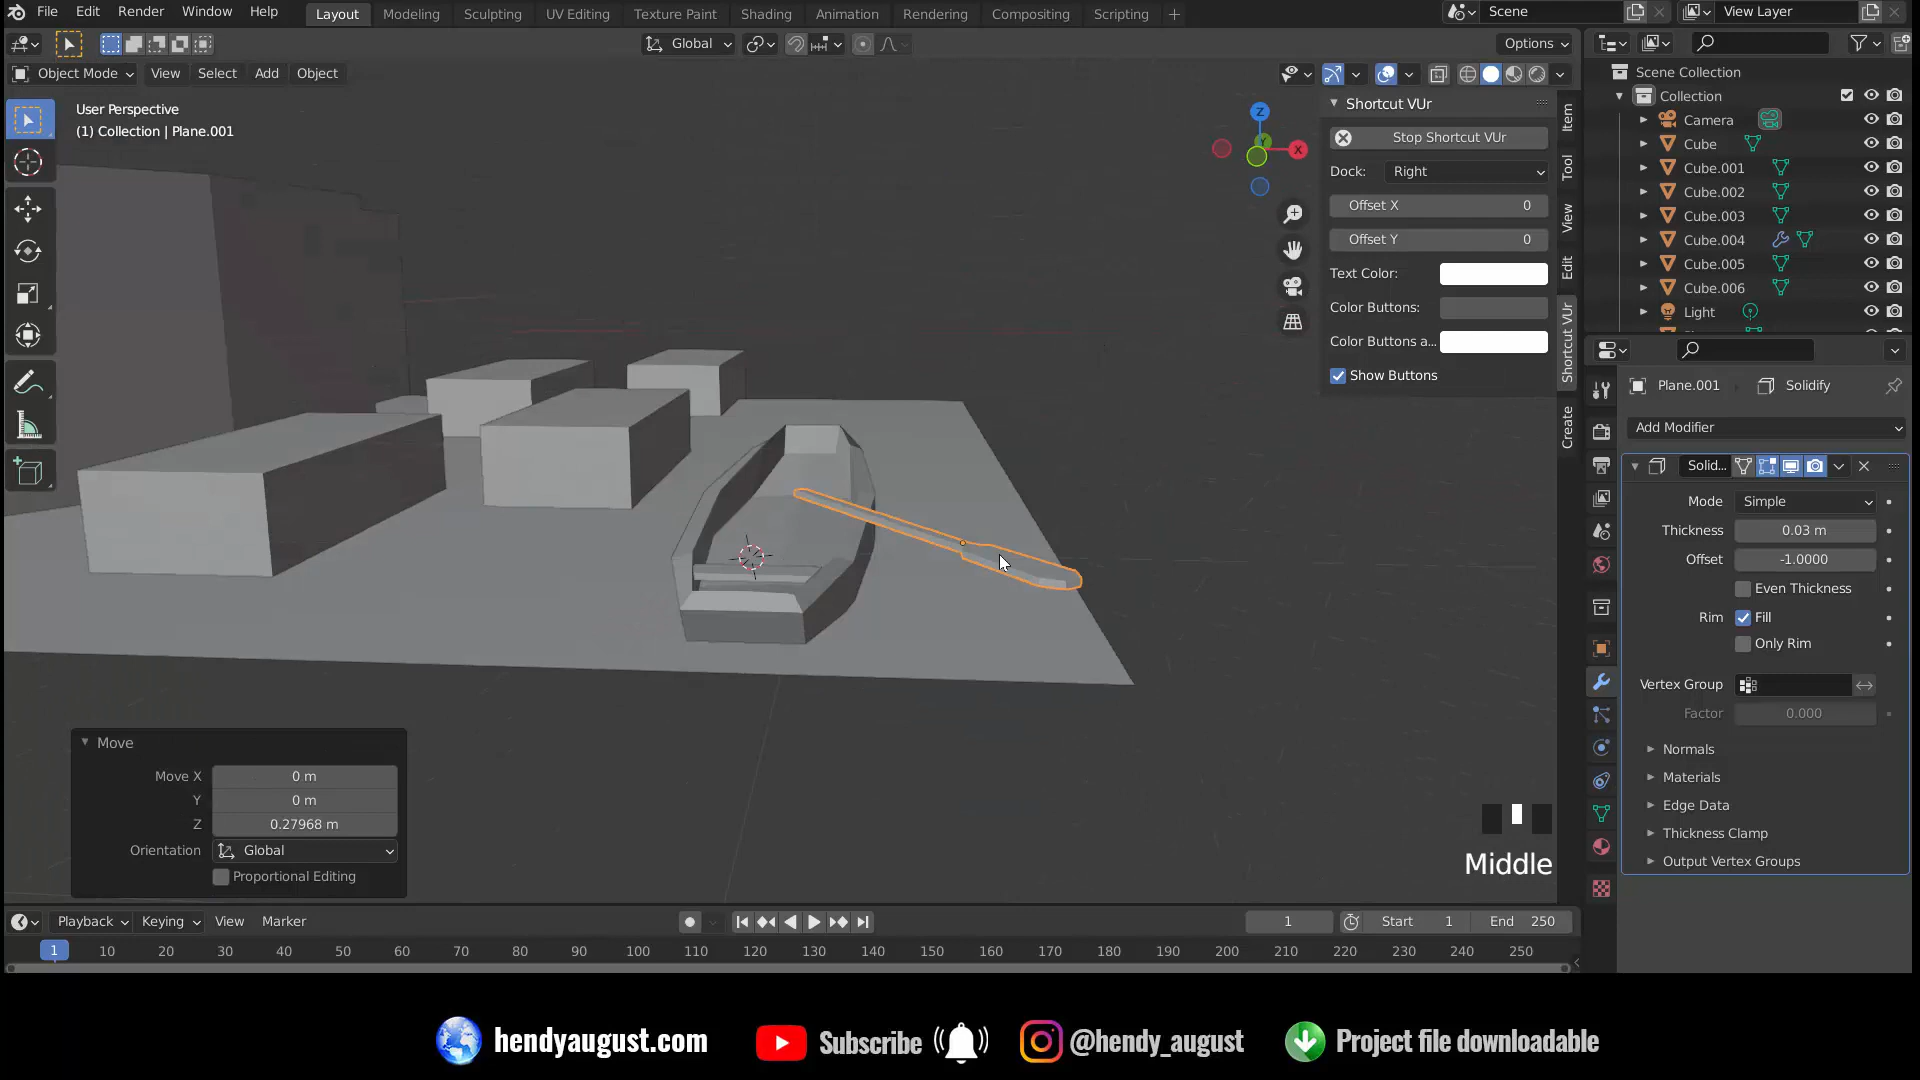 File Edit Render Window Help Layout Modeling Sculpting UV Editing Texture Paint Shading Animation Rendering Compositing Scripting + Scene View Layer
Global Options
Object Mode View Select Add Object
User Perspective
(1) Collection | Plane.001
Z
Y
X
Shortcut VUr
Stop Shortcut VUr
Dock: Right
Offset X 0
Offset Y 0
Text Color:
Color Buttons:
Color Buttons a...
Show Buttons
Item
Tool
View
Edit
Shortcut VUr
Create
Scene Collection
Collection
Camera
Cube
Cube.001
Cube.002
Cube.003
Cube.004
Cube.005
Cube.006
Light
Plane.001 Solidify
Add Modifier
Solid...
Mode Simple
Thickness 0.03 m
Offset -1.0000
Even Thickness
Rim Fill
Only Rim
Vertex Group
Factor 0.000
Normals
Materials
Edge Data
Thickness Clamp
Output Vertex Groups
Move
Move X 0 m
Y 0 m
Z 0.27968 m
Orientation Global
Proportional Editing
Middle
Playback Keying View Marker 1 Start 1 End 250
1 10 20 30 40 50 60 70 80 90 100 110 120 130 140 150 160 170 180 190 200 210 220 230 240 250
hendyaugust.com Subscribe @hendy_august Project file downloadable